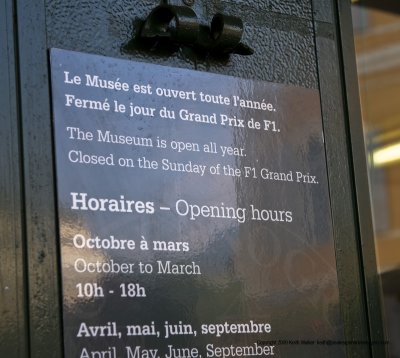 Le Musée est ouvert toute l'année.
Fermé le jour du Grand Prix de F1.
The Museum is open all year.
Closed on the Sunday of the F1 Grand Prix.
Horaires – Opening hours
Octobre à mars
October to March
10h - 18h
Avril, mai, juin, septembre
April, May, June, September